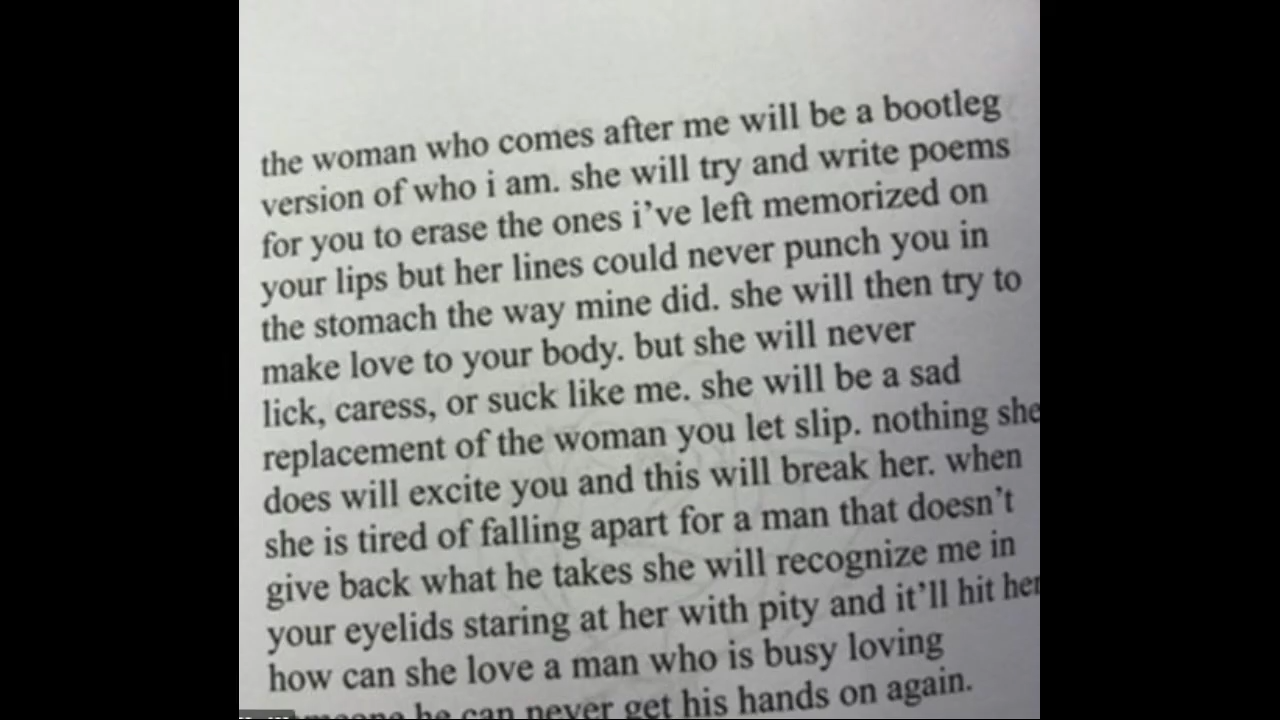 the woman who comes after me will be a bootleg
version of who i am. she will try and write poems
for you to erase the ones i've left memorized on
your lips but her lines could never punch you in
the stomach the way mine did. she will then try to
make love to your body. but she will never
lick, caress, or suck like me. she will be a sad
replacement of the woman you let slip. nothing she
does will excite you and this will break her. when
she is tired of falling apart for a man that doesn't
give back what he takes she will recognize me in
your eyelids staring at her with pity and it'll hit her
how can she love a man who is busy loving
he can never get his hands on again.